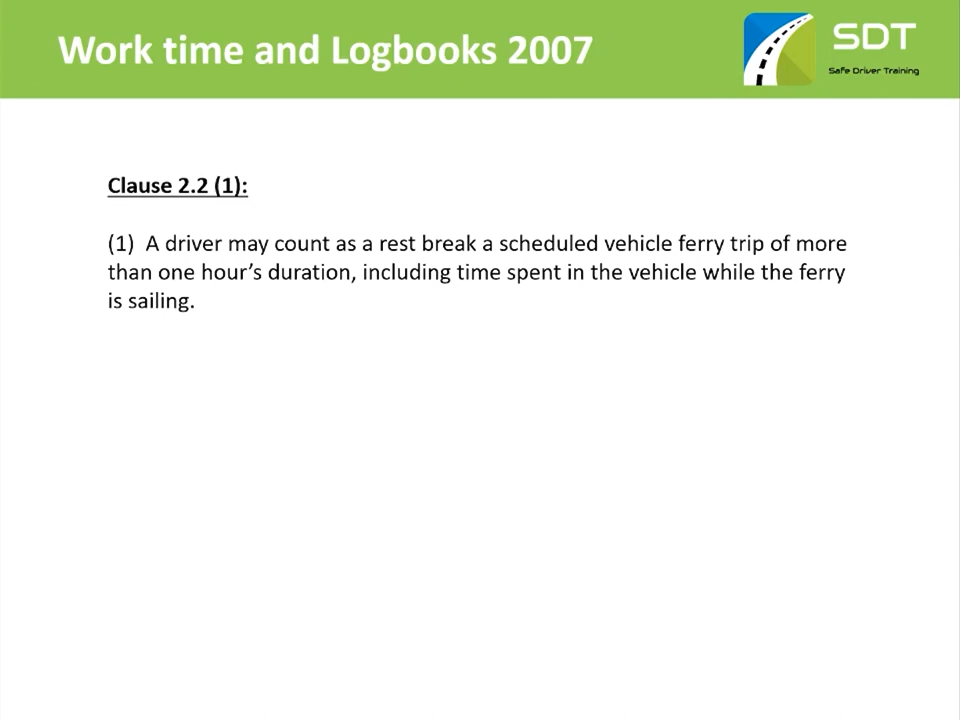 Work time and Logbooks 2007
SDT
Safe Driver Training
Clause 2.2 (1):
(1) A driver may count as a rest break a scheduled vehicle ferry trip of more
than one hour’s duration, including time spent in the vehicle while the ferry
is sailing.